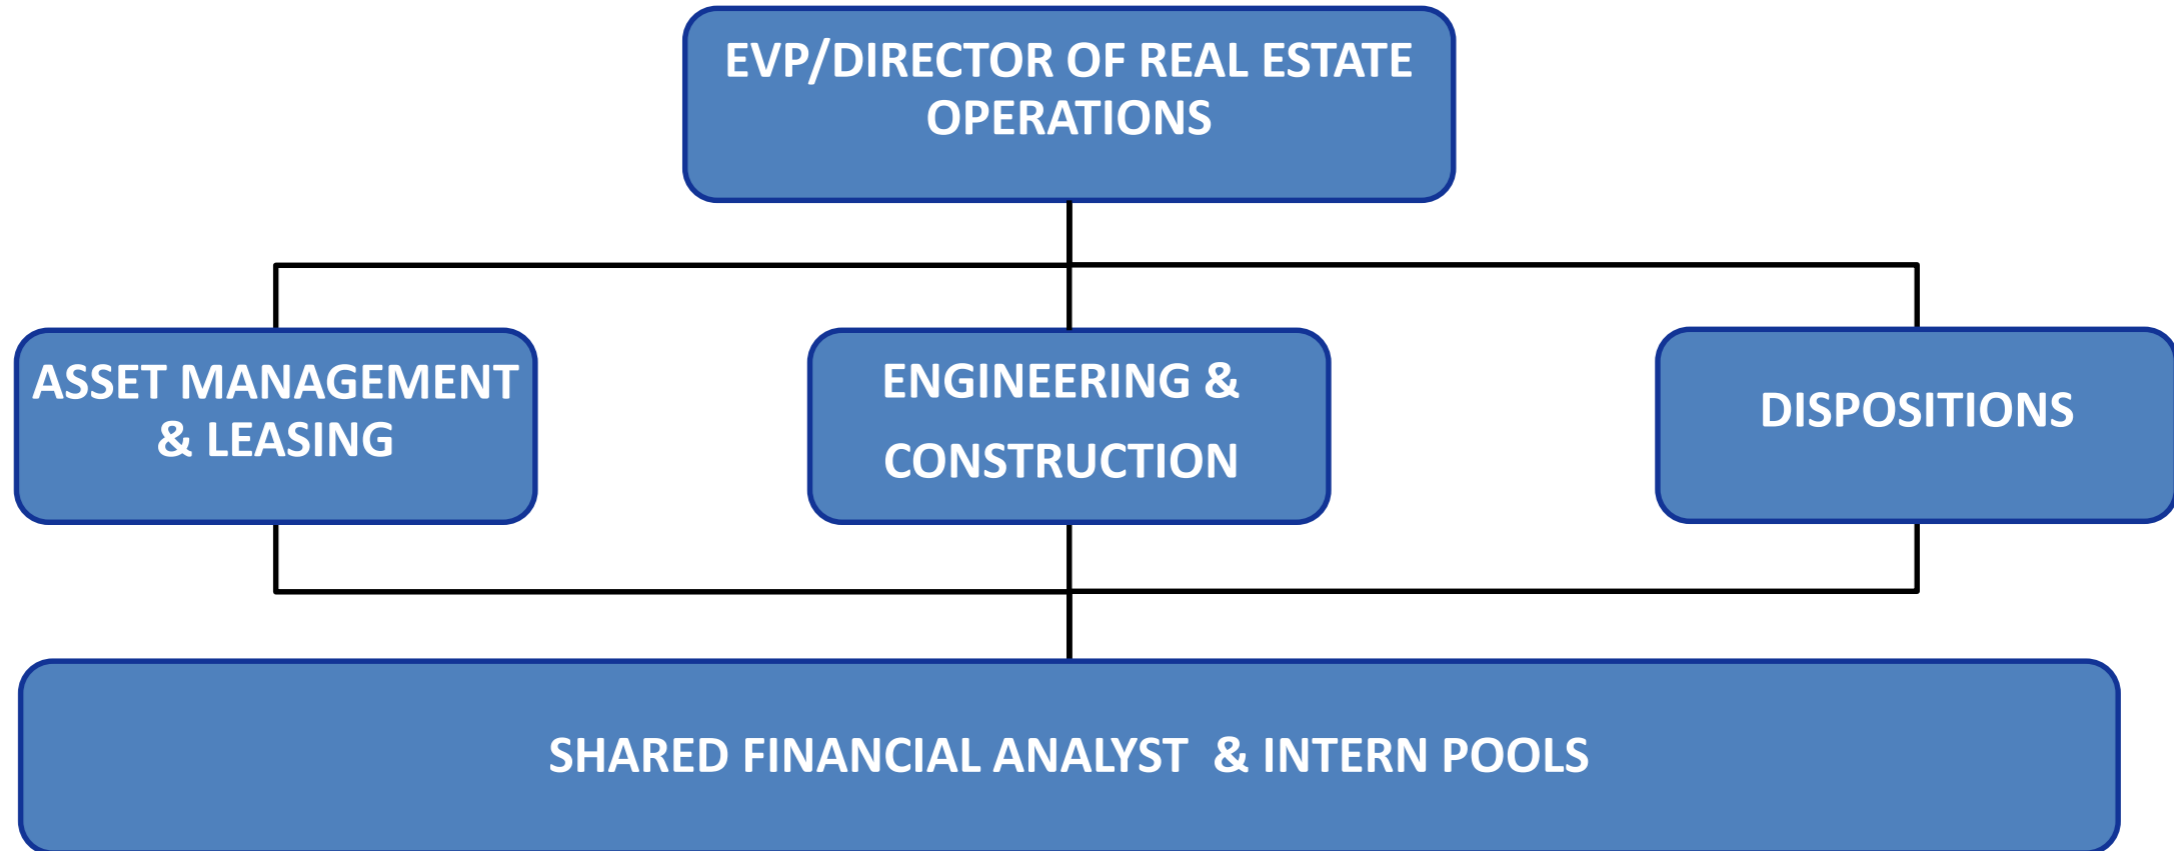 EVP/DIRECTOR OF REAL ESTATE
OPERATIONS
ASSET MANAGEMENT
& LEASING
ENGINEERING &
CONSTRUCTION
DISPOSITIONS
SHARED FINANCIAL ANALYST  & INTERN POOLS